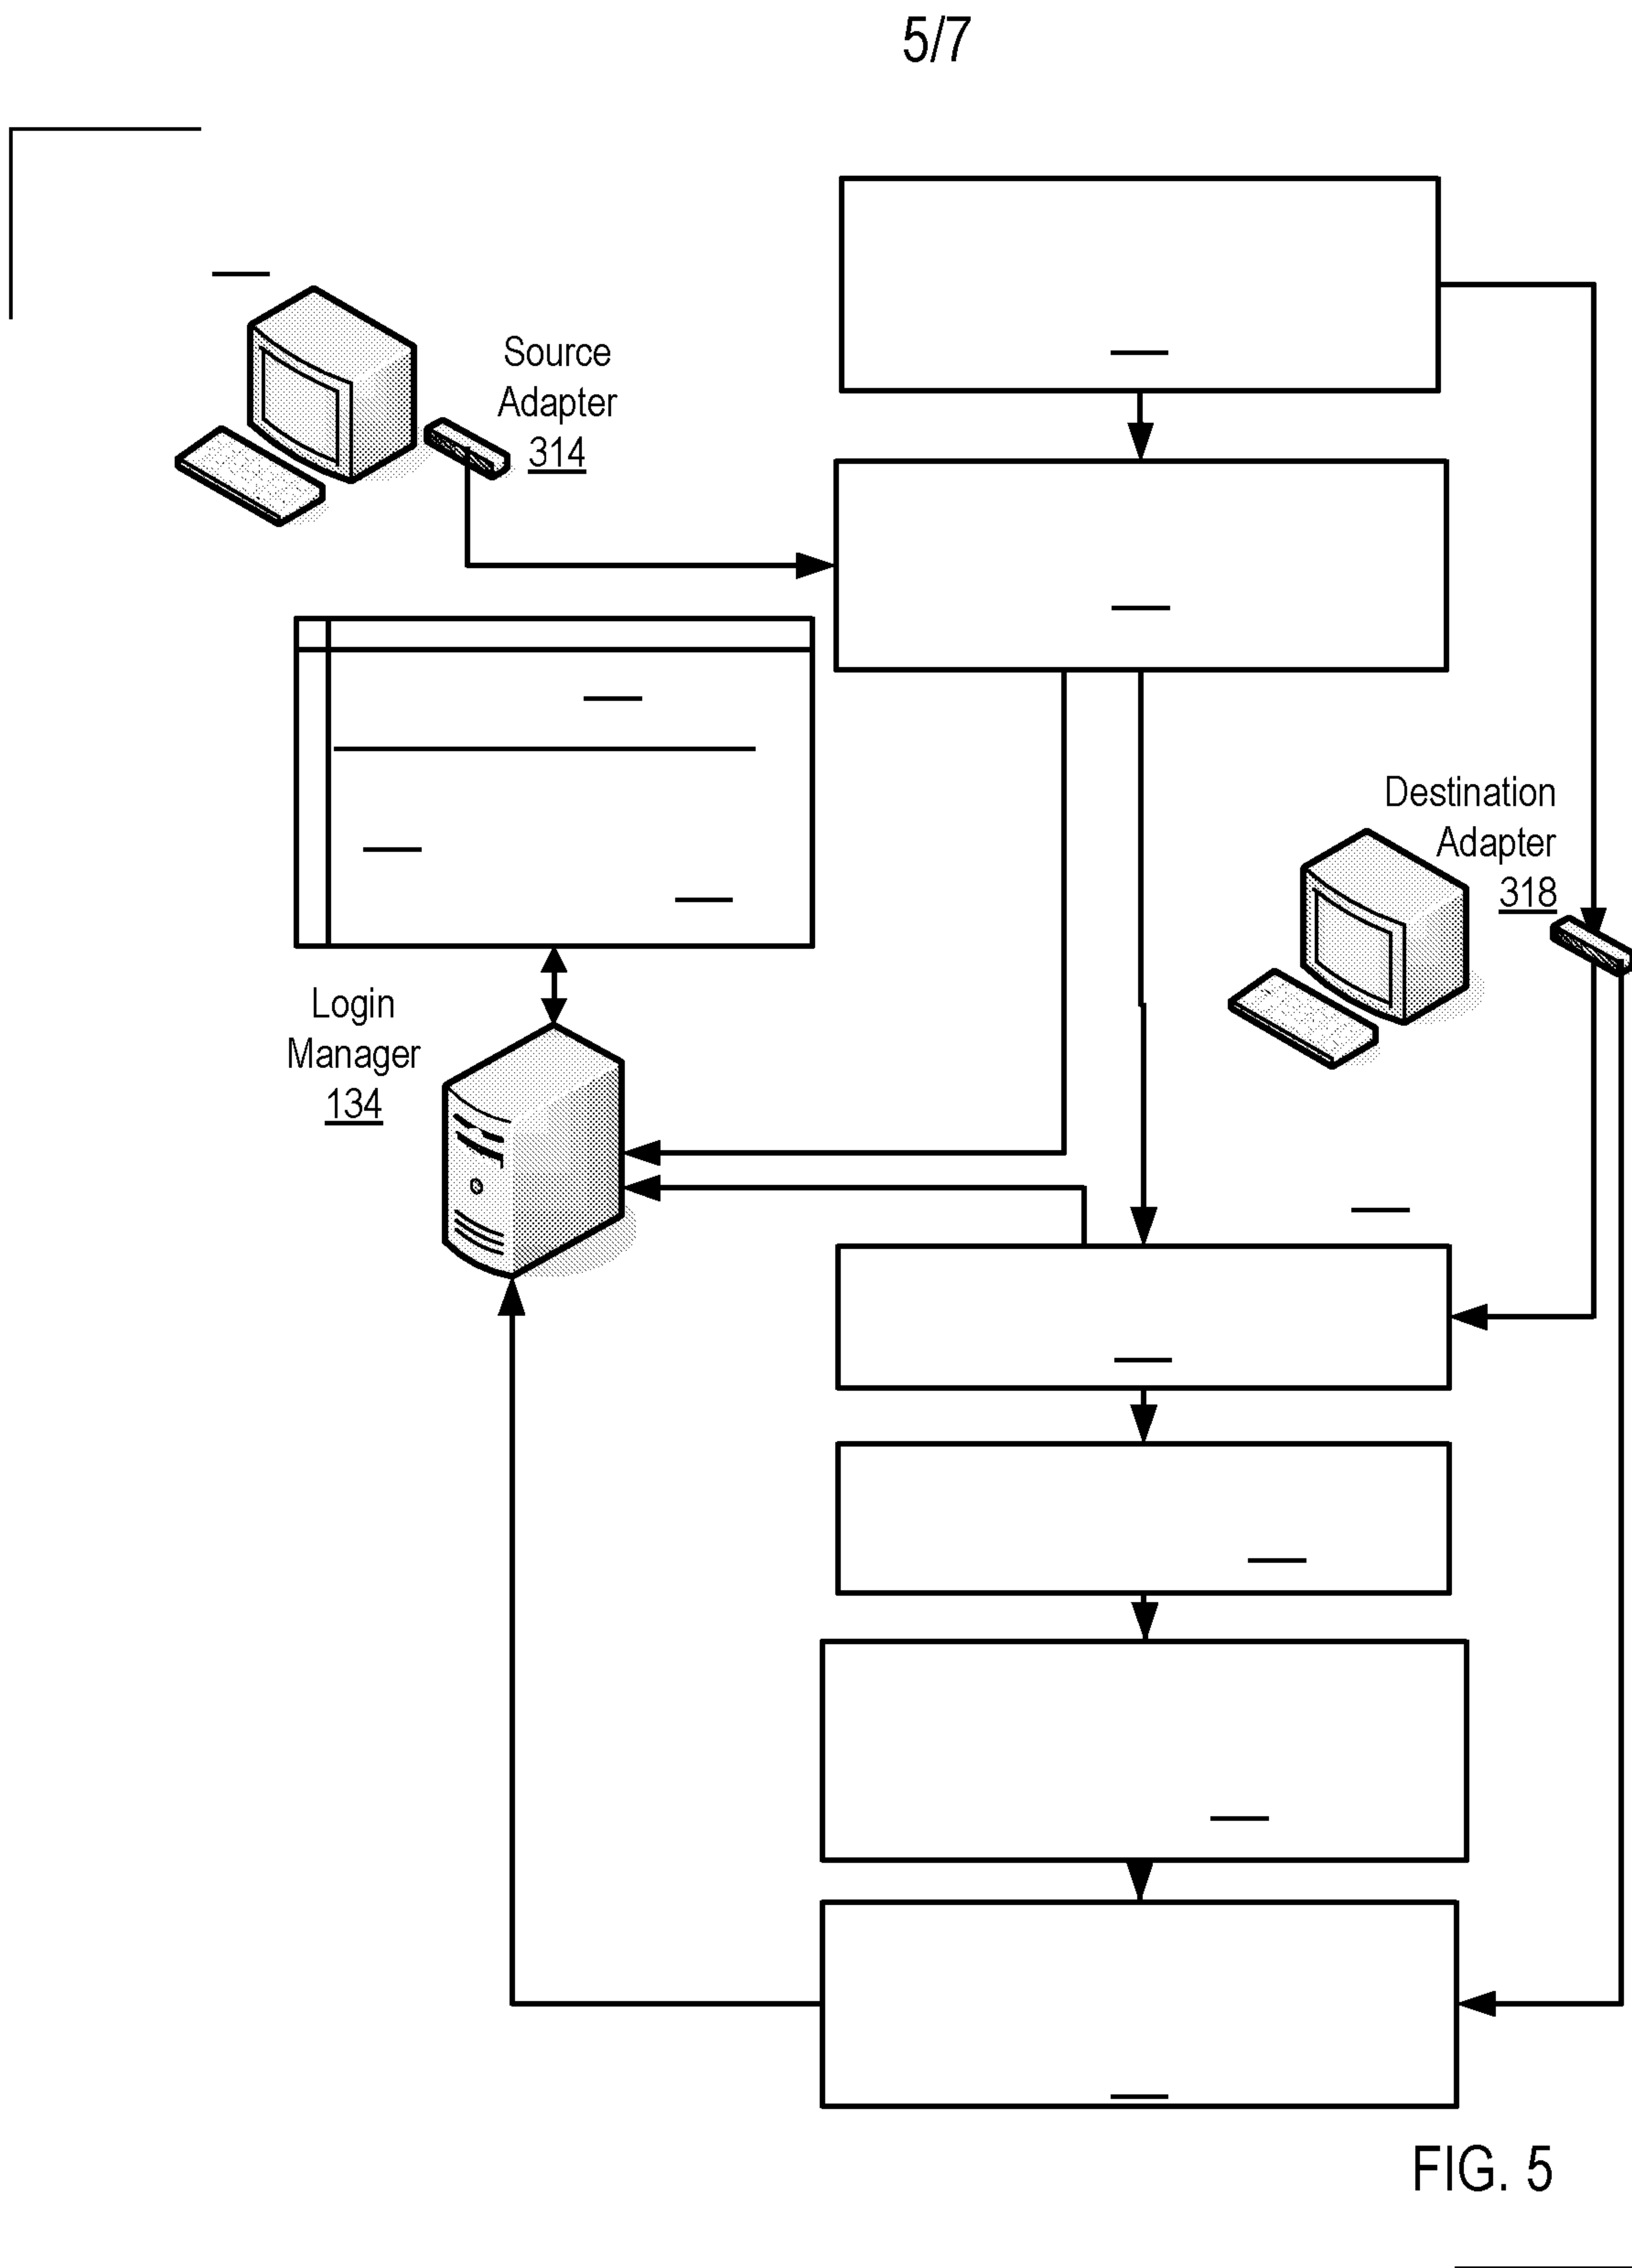 5/7
Source
Adapter
314
Destination
Adapter
318
Login
Manager
134
FIG. 5